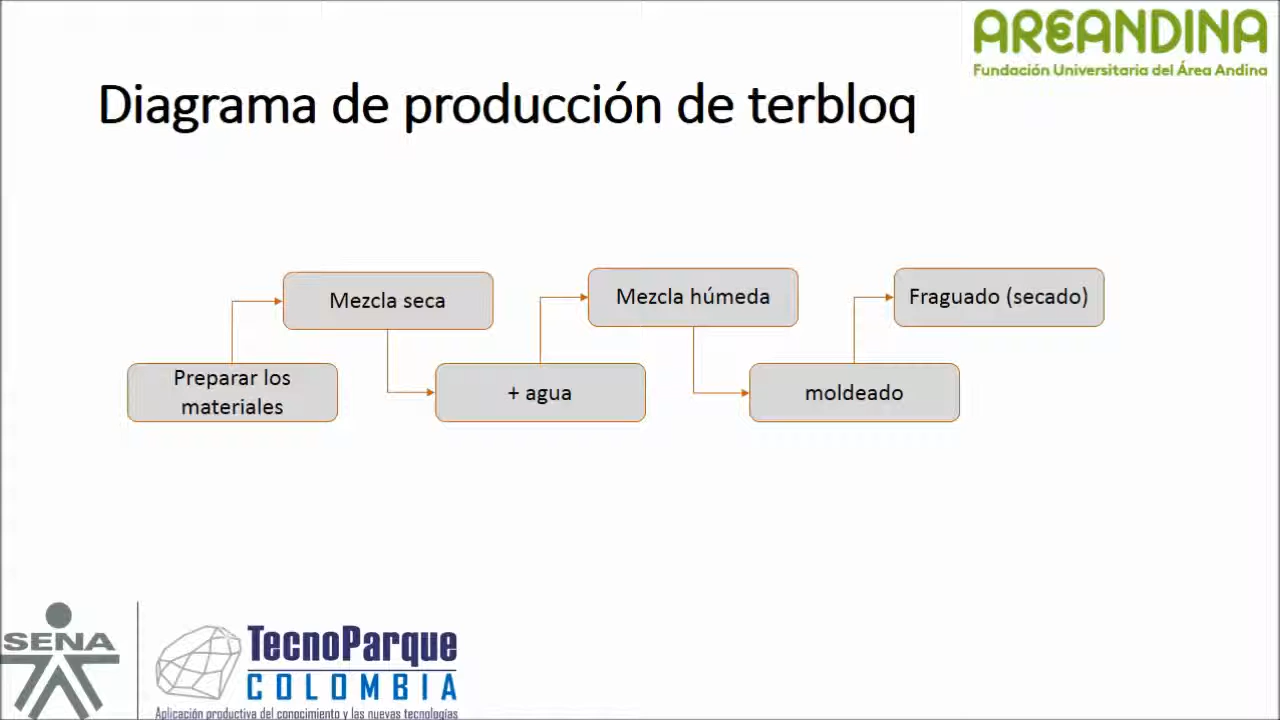 AREANDINA
Fundación Universitaria del Área Andina
Diagrama de producción de terbloq
Mezcla seca
Mezcla húmeda
Fraguado (secado)
Preparar los
materiales
+ agua
moldeado
SENA
TecnoParque
COLOMBIA
Aplicación productiva del conocimiento y las nuevas tecnologías